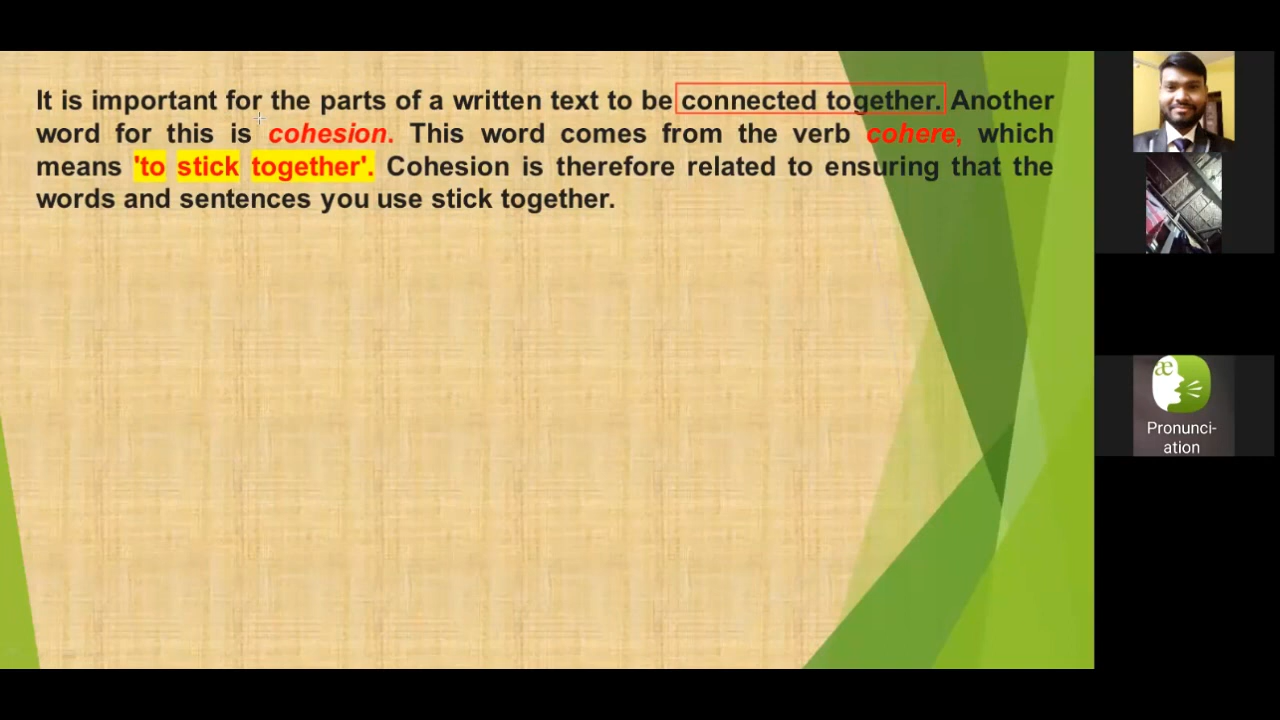 It is important for the parts of a written text to be connected together. Another
word for this is cohesion. This word comes from the verb cohere, which
means 'to stick together'. Cohesion is therefore related to ensuring that the
words and sentences you use stick together.
æ
Pronunci-
ation